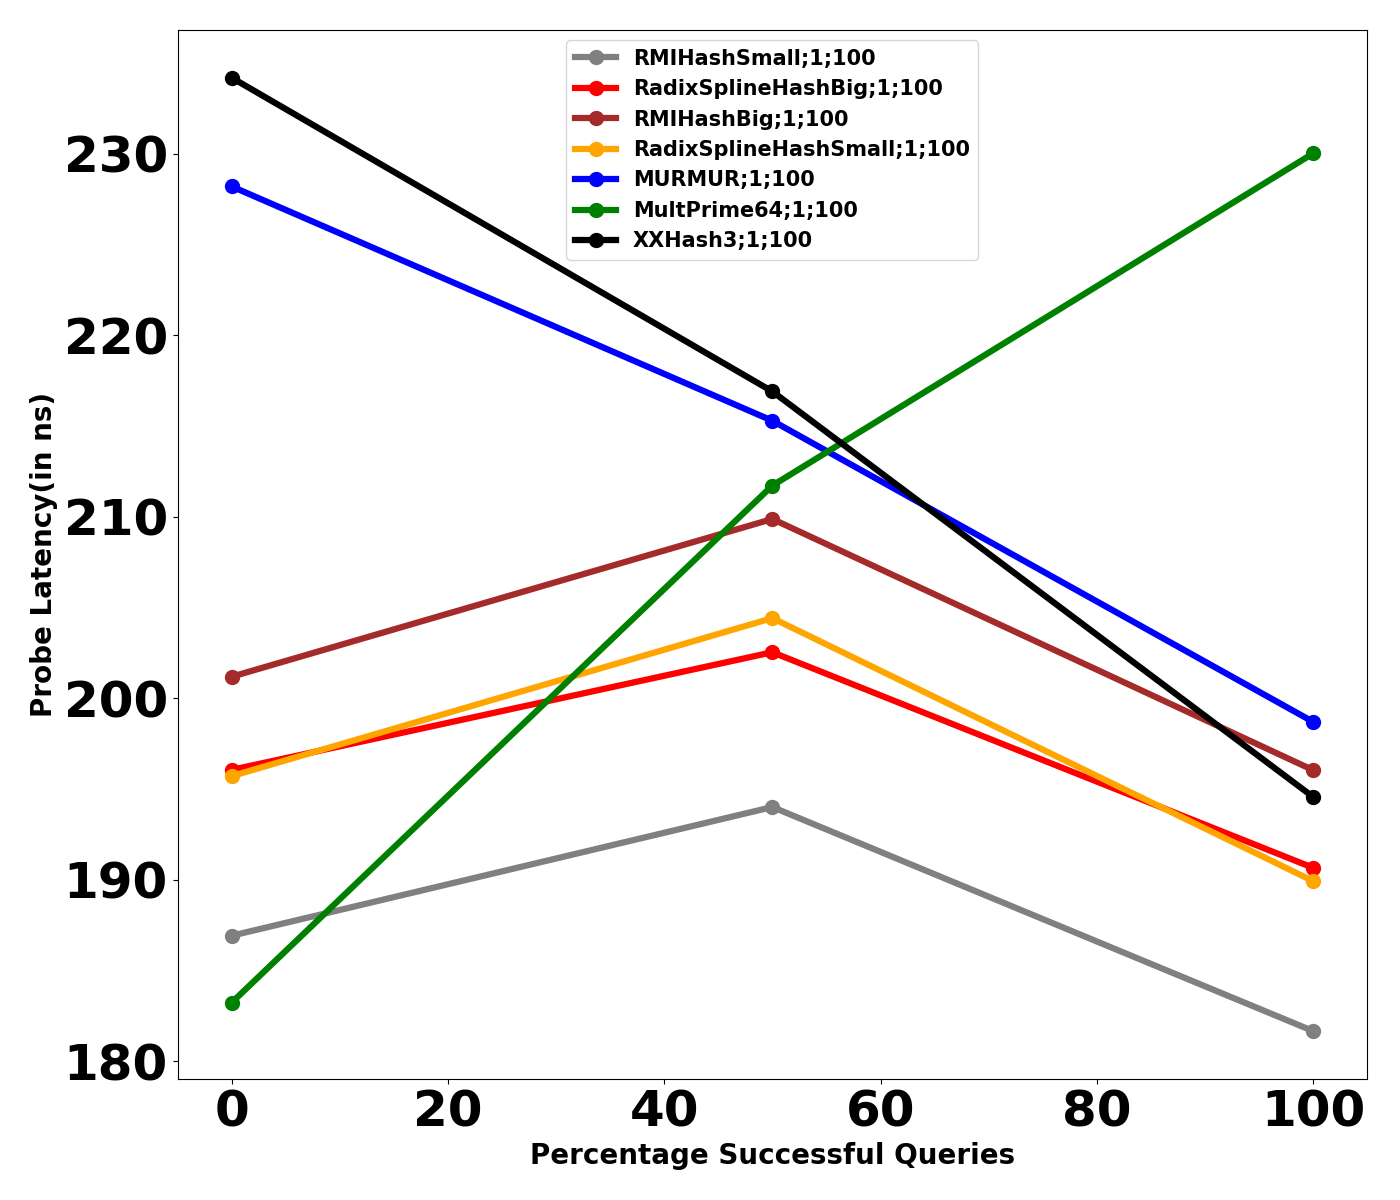 RMIHashSmall;1;100
RadixSplineHashBig;1;100
RMIHashBig;1;100
RadixSplineHashSmall;1;100
MURMUR;1;100
MultPrime64;1;100
XXHash3;1;100
230
220
210
200
190
180
Probe Latency(in ns)
0 20 40 60 80 100
Percentage Successful Queries